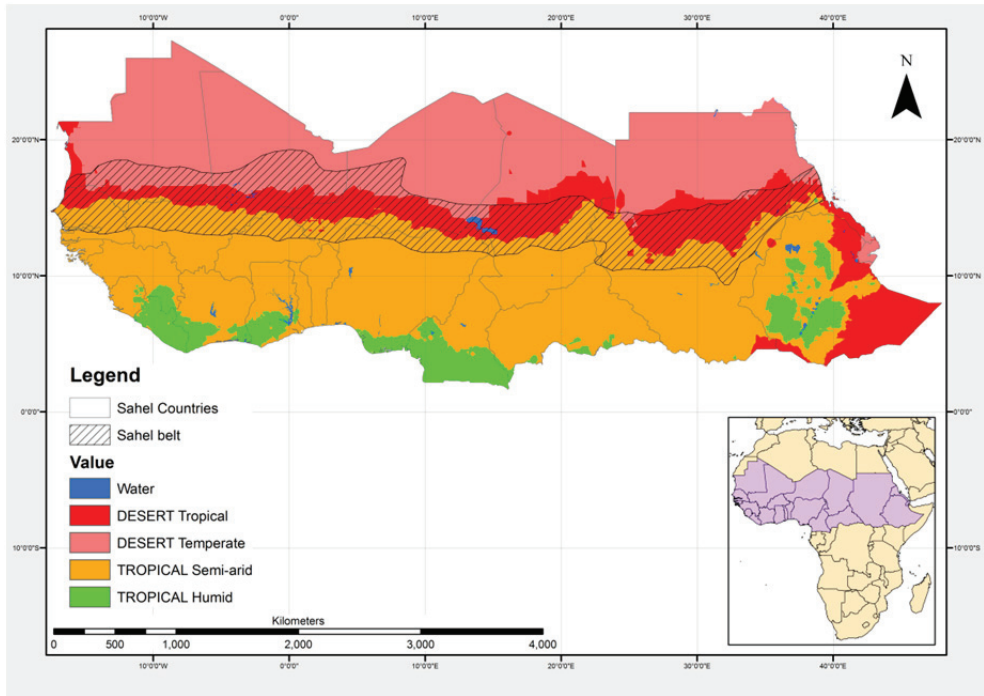 10°0'0"W 0°0'0" 10°0'0"E 20°0'0"E 30°0'0"E 40°0'0"E
N
20°0'0"N 20°0'0"N
10°0'0"N 10°0'0"N
0°0'0" 0°0'0"
10°0'0"S 10°0'0"S
Legend
Sahel Countries
Sahel belt
Value
Water
DESERT Tropical
DESERT Temperate
TROPICAL Semi-arid
TROPICAL Humid
Kilometers
0 500 1,000 2,000 3,000 4,000
10°0'0"W 0°0'0" 10°0'0"E 20°0'0"E 30°0'0"E 40°0'0"E